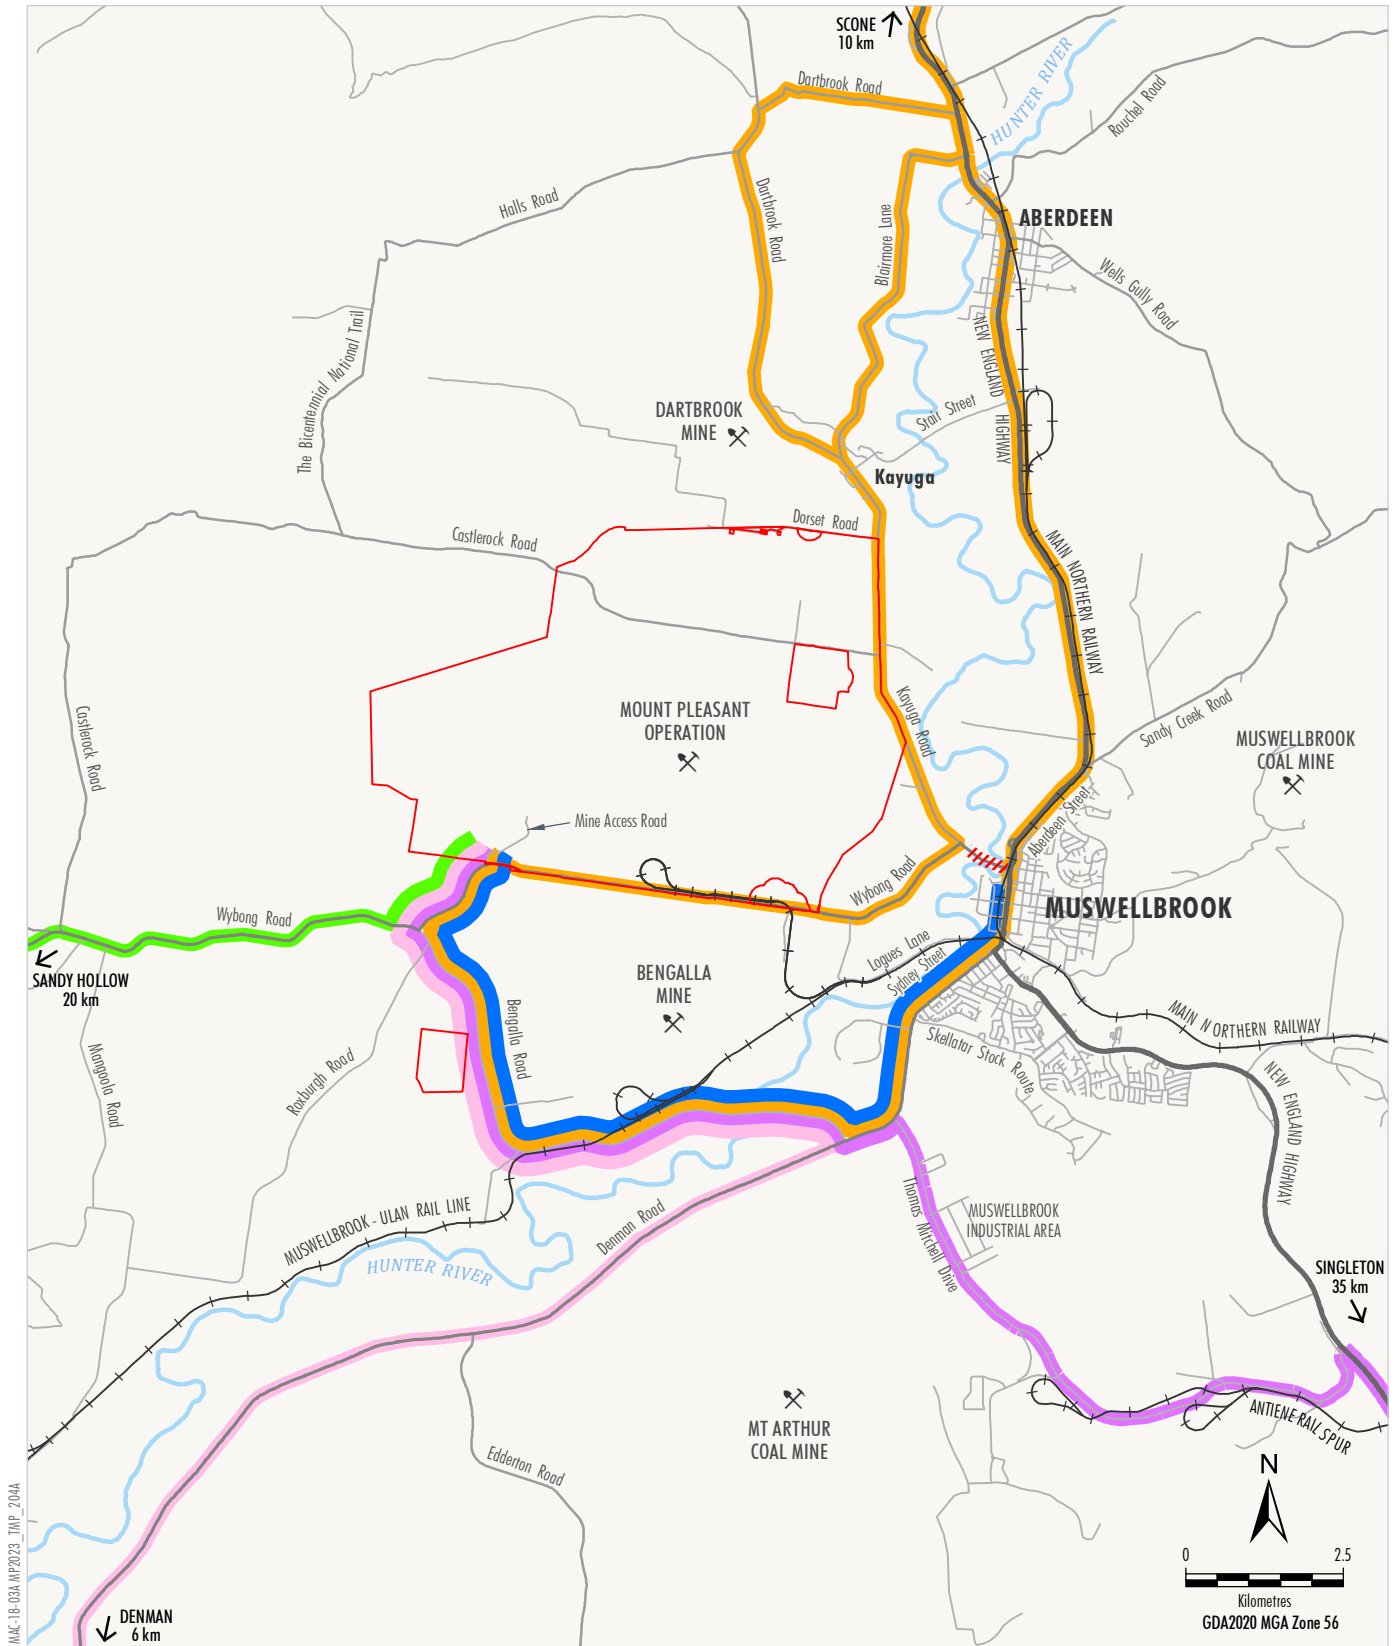 SCONE
10 km
Dartbrook Road
HUNTER RIVER
Rouchel Road
Halls Road
Dartbrook Road
Blairmore Lane
ABERDEEN
Wells Gully Road
The Bicentennial National Trail
NEW ENGLAND HIGHWAY
DARTBROOK
MINE
Stair Street
Kayuga
Dorset Road
Castlerock Road
MAIN NORTHERN RAILWAY
Castlerock Road
MOUNT PLEASANT
OPERATION
Kayuga Road
Sandy Creek Road
MUSWELLBROOK
COAL MINE
Mine Access Road
Aberdeen Street
Wybong Road
Wybong Road
MUSWELLBROOK
SANDY HOLLOW
20 km
BENGALLA
MINE
Logues Lane
Sydney Street
Bengalla Road
MAIN NORTHERN RAILWAY
Mangoola Road
Roxburgh Road
Skellatar Stock Route
NEW ENGLAND HIGHWAY
MUSWELLBROOK - ULAN RAIL LINE
Denman Road
Thomas Mitchell Drive
MUSWELLBROOK
INDUSTRIAL AREA
HUNTER RIVER
SINGLETON
35 km
MT ARTHUR
COAL MINE
ANTIENE RAIL SPUR
Edderton Road
N
0 2.5
Kilometres
GDA2020 MGA Zone 56
DENMAN
6 km
MAC-18-03A MP2023_TMP_204A